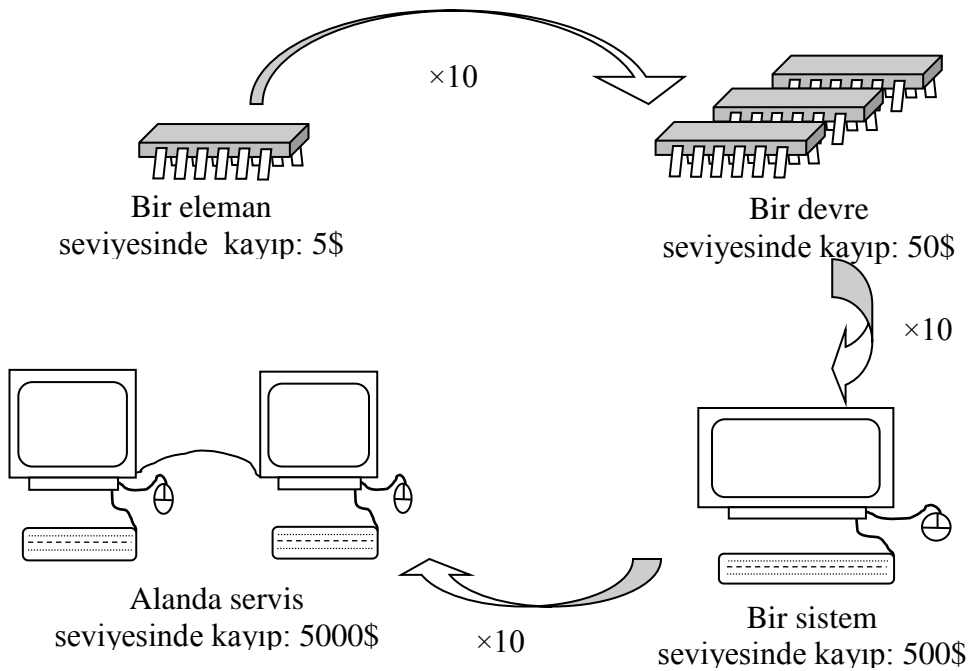 ×10
Bir eleman
seviyesinde kayıp: 5$
Bir devre
seviyesinde kayıp: 50$
×10
Bir sistem
seviyesinde kayıp: 500$
×10
Alanda servis
seviyesinde kayıp: 5000$